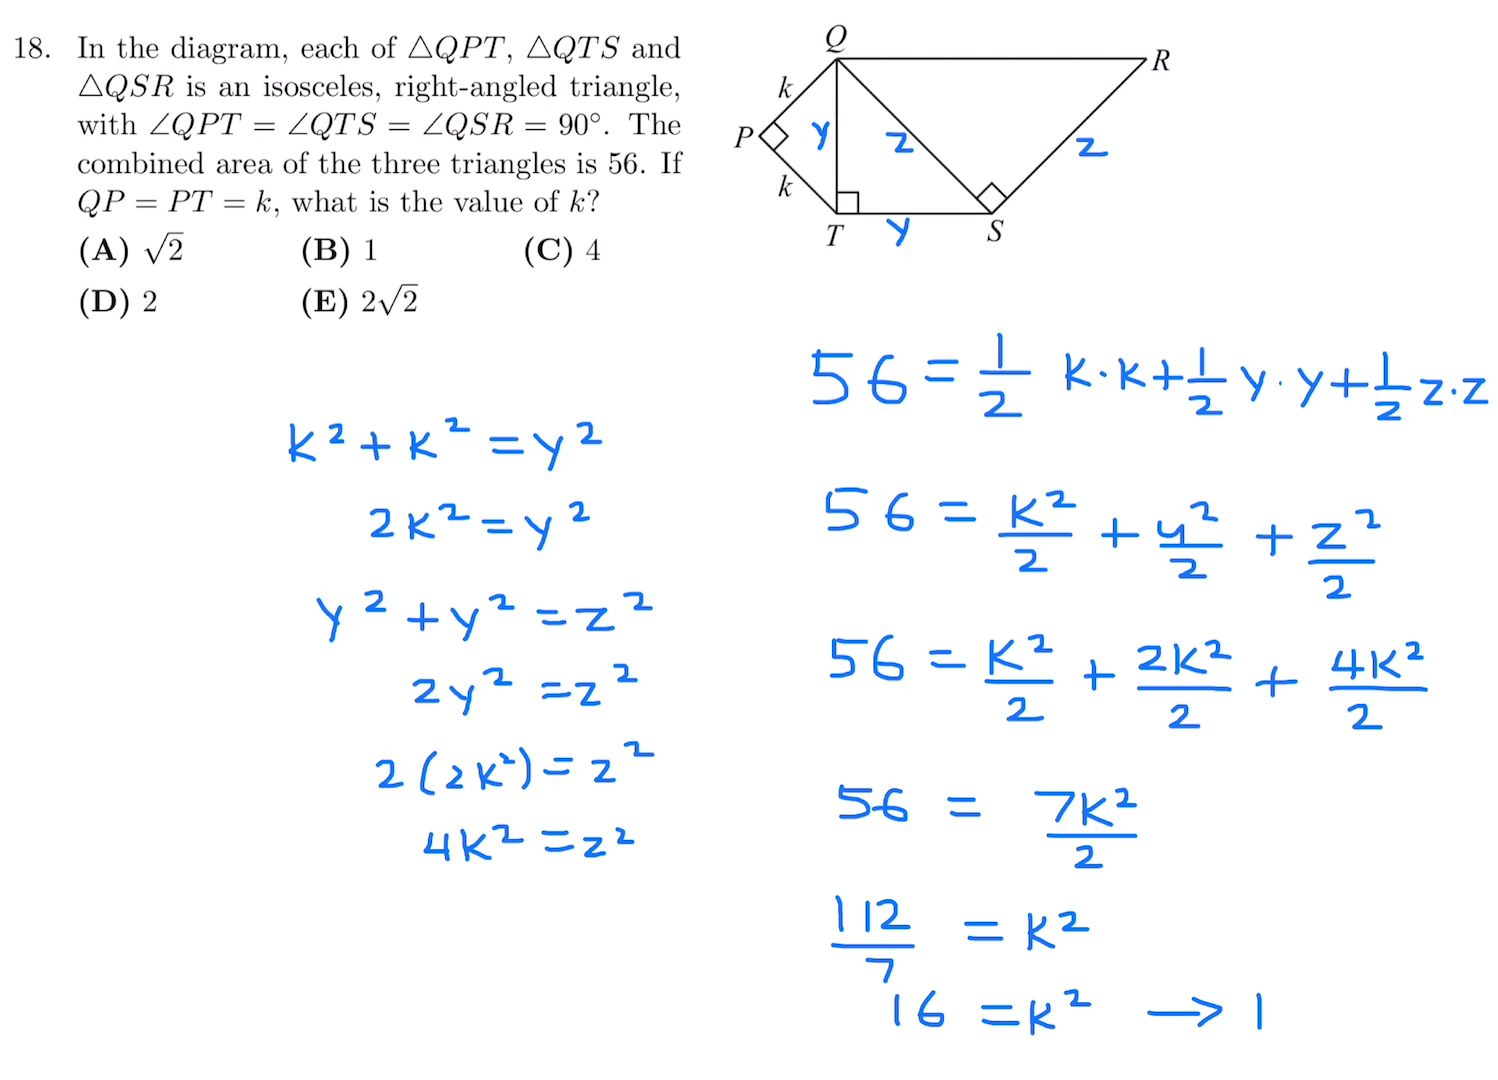 18. In the diagram, each of △QPT, △QTS and
△QSR is an isosceles, right-angled triangle,
with ∠QPT = ∠QTS = ∠QSR = 90°. The
combined area of the three triangles is 56. If
QP = PT = k, what is the value of k?
(A) √2 (B) 1 (C) 4
(D) 2 (E) 2√2
Q
R
k
P
y
z
z
k
T
y
S
56 = 1/2 k·k + 1/2 y·y + 1/2 z·z
k² + k² = y²
56 = k²/2 + y²/2 + z²/2
2k² = y²
y² + y² = z²
56 = k²/2 + 2k²/2 + 4k²/2
2y² = z²
2(2k²) = z²
56 = 7k²/2
4k² = z²
112/7 = k²
16 = k² → 1